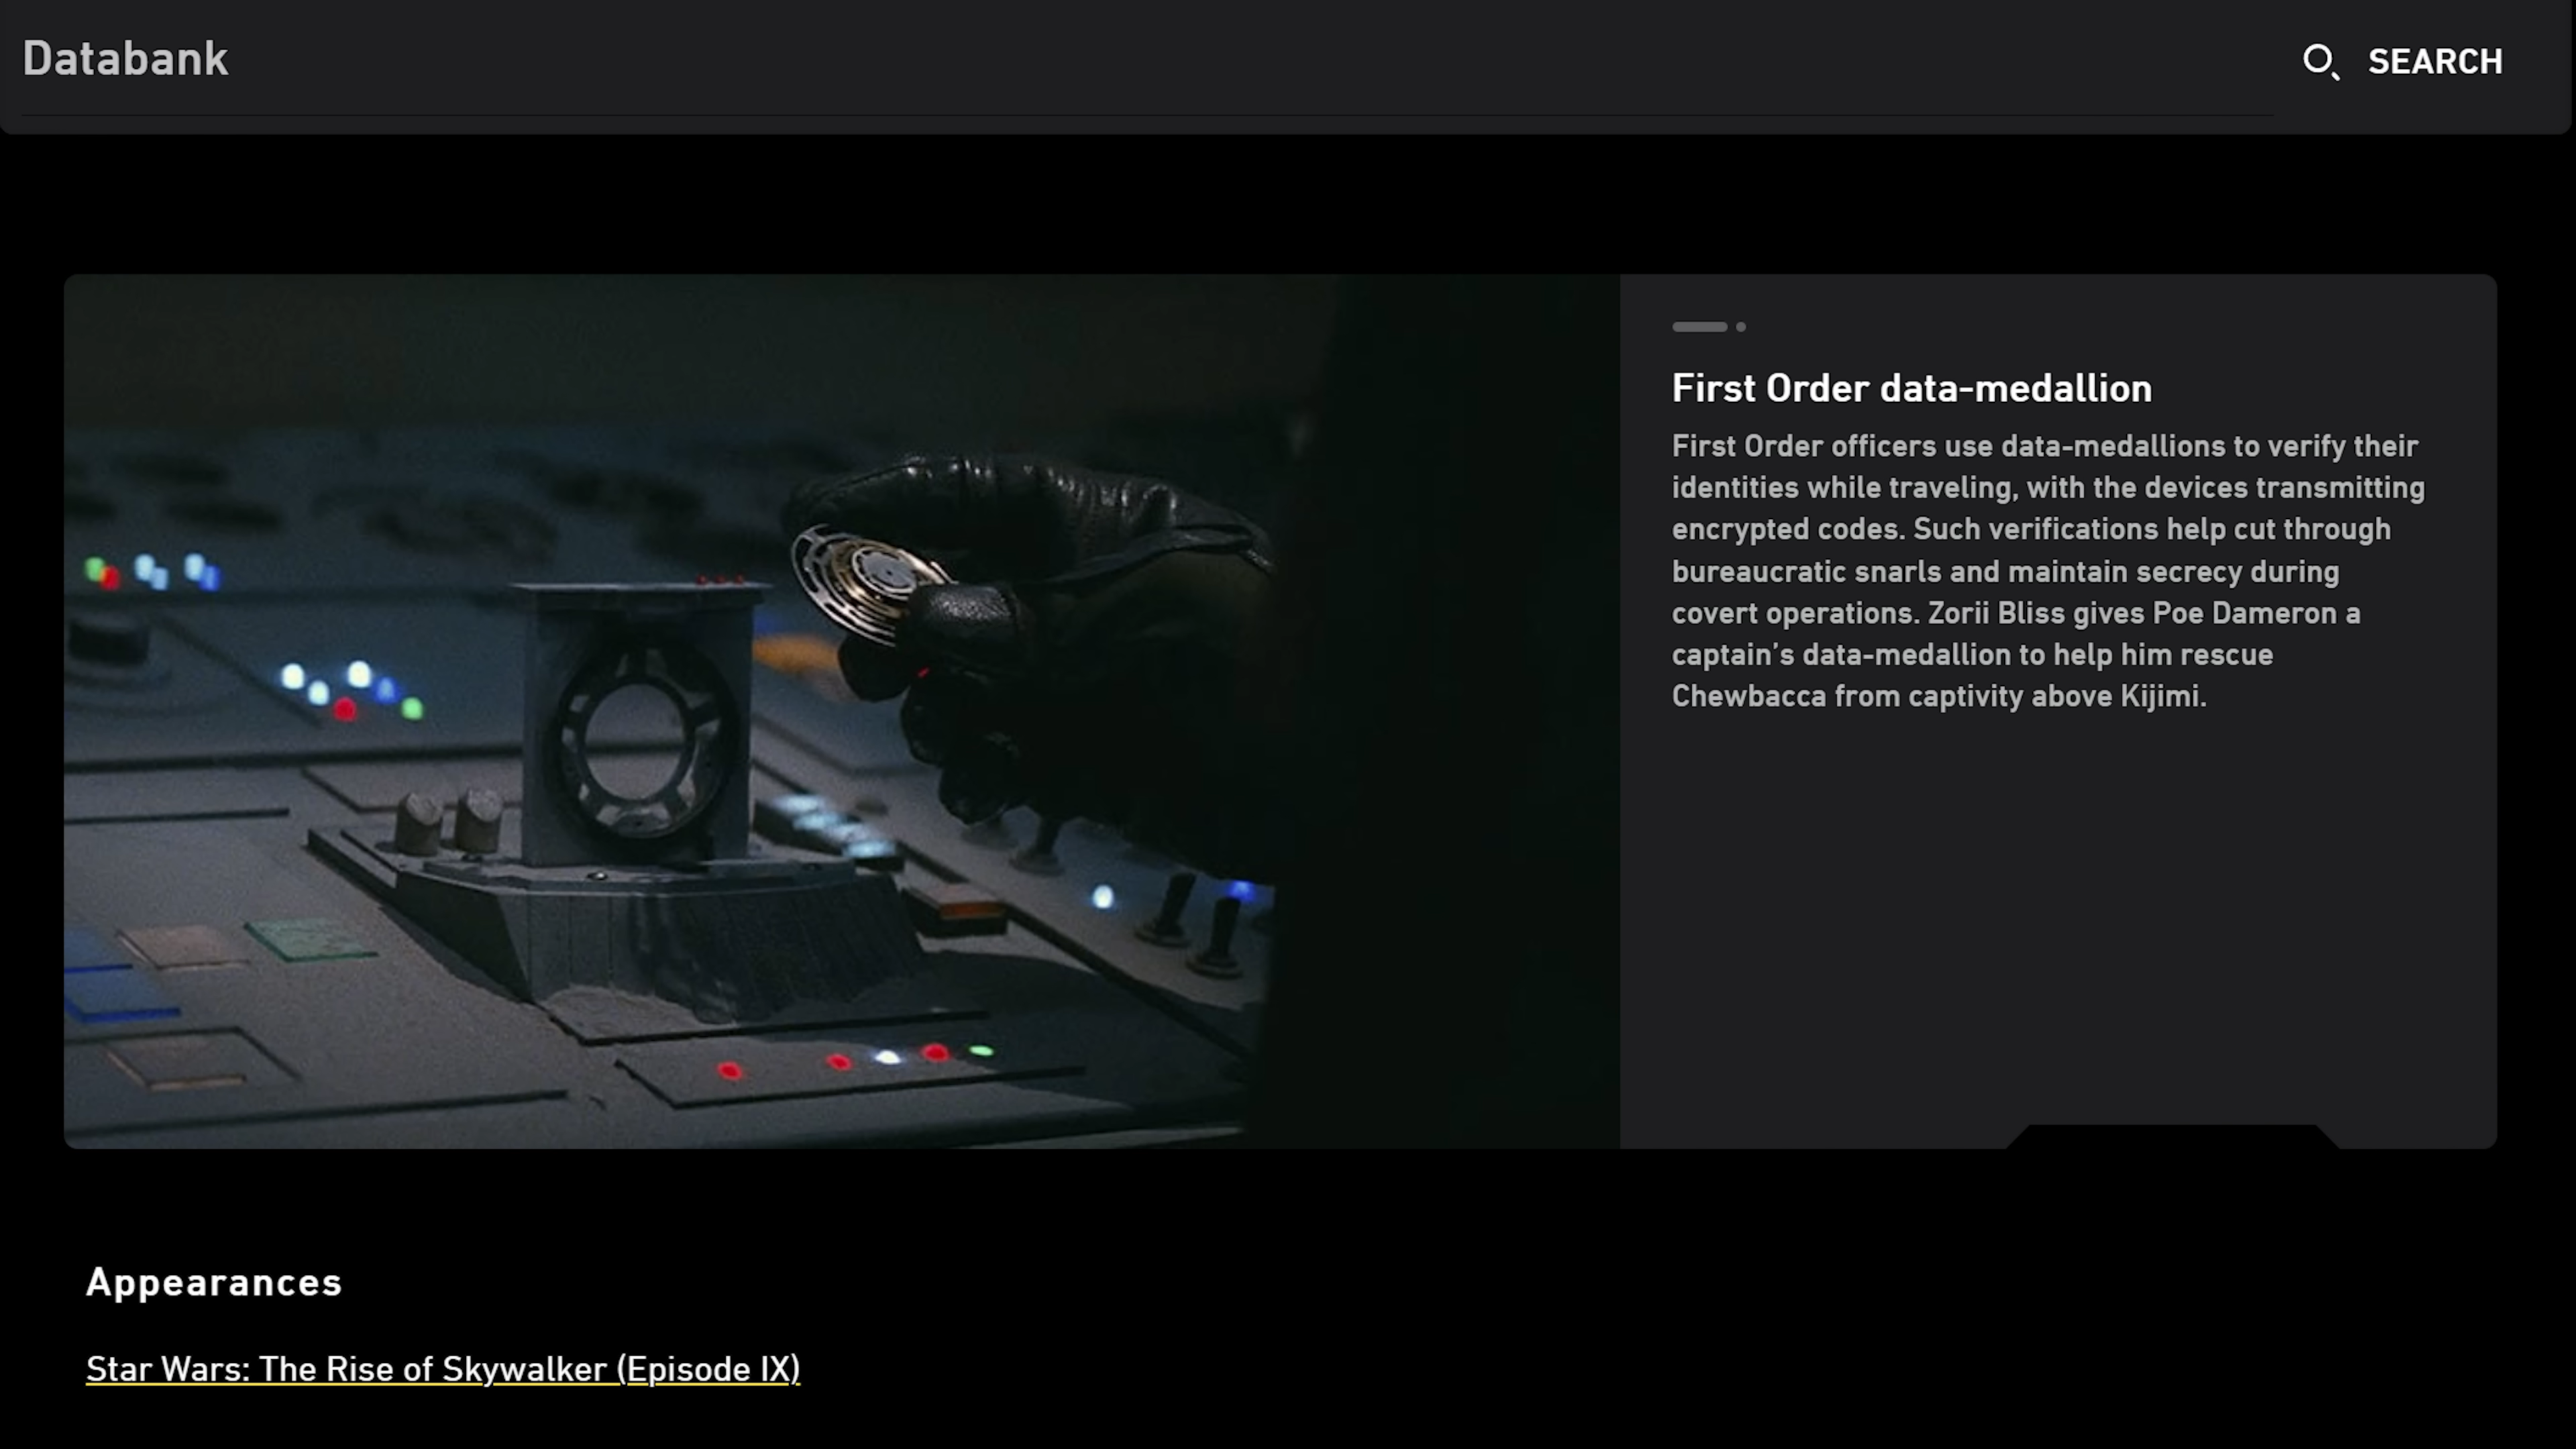 Databank
SEARCH
First Order data-medallion
First Order officers use data-medallions to verify their
identities while traveling, with the devices transmitting
encrypted codes. Such verifications help cut through
bureaucratic snarls and maintain secrecy during
covert operations. Zorii Bliss gives Poe Dameron a
captain’s data-medallion to help him rescue
Chewbacca from captivity above Kijimi.
Appearances
Star Wars: The Rise of Skywalker (Episode IX)